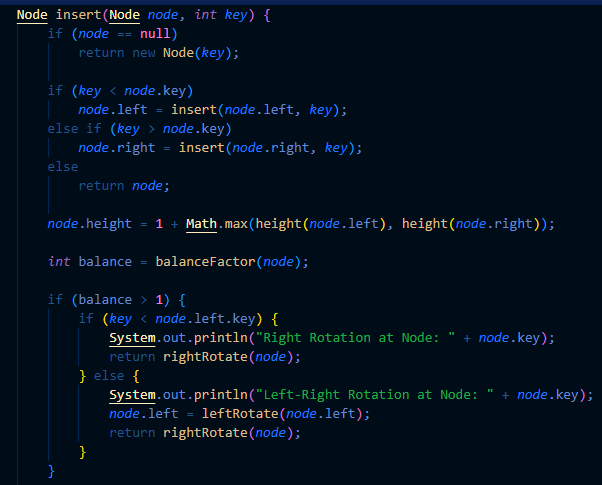 Node insert(Node node, int key) {
    if (node == null)
        return new Node(key);
    if (key < node.key)
        node.left = insert(node.left, key);
    else if (key > node.key)
        node.right = insert(node.right, key);
    else
        return node;
    node.height = 1 + Math.max(height(node.left), height(node.right));
    int balance = balanceFactor(node);
    if (balance > 1) {
        if (key < node.left.key) {
            System.out.println("Right Rotation at Node: " + node.key);
            return rightRotate(node);
        } else {
            System.out.println("Left-Right Rotation at Node: " + node.key);
            node.left = leftRotate(node.left);
            return rightRotate(node);
        }
    }